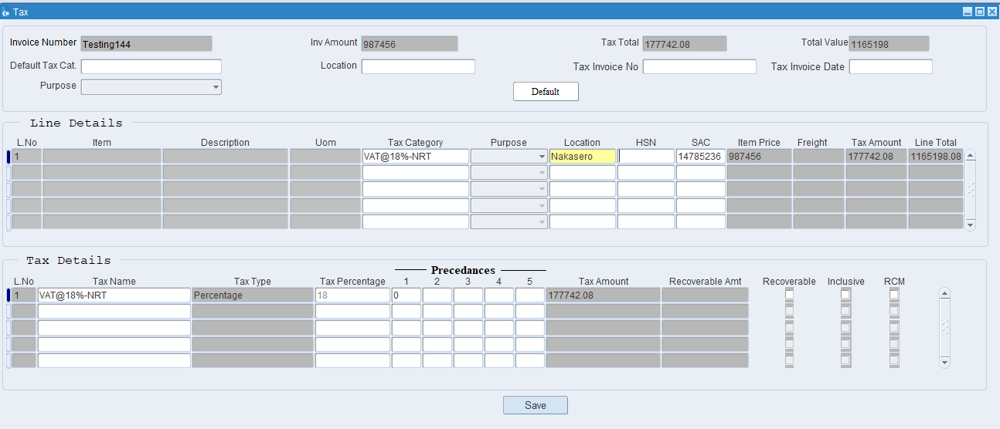 Tax
Invoice Number Testing144 Inv Amount 987456 Tax Total 177742.08 Total Value 1165198
Default Tax Cat. Location Tax Invoice No Tax Invoice Date
Purpose
Default
Line Details
L.No Item Description Uom Tax Category Purpose Location HSN SAC Item Price Freight Tax Amount Line Total
1 VAT@18%-NRT Nakasero 14785236 987456 177742.08 1165198.08
Tax Details
Precedances
L.No Tax Name Tax Type Tax Percentage 1 2 3 4 5 Tax Amount Recoverable Amt Recoverable Inclusive RCM
1 VAT@18%-NRT Percentage 18 0 177742.08
Save